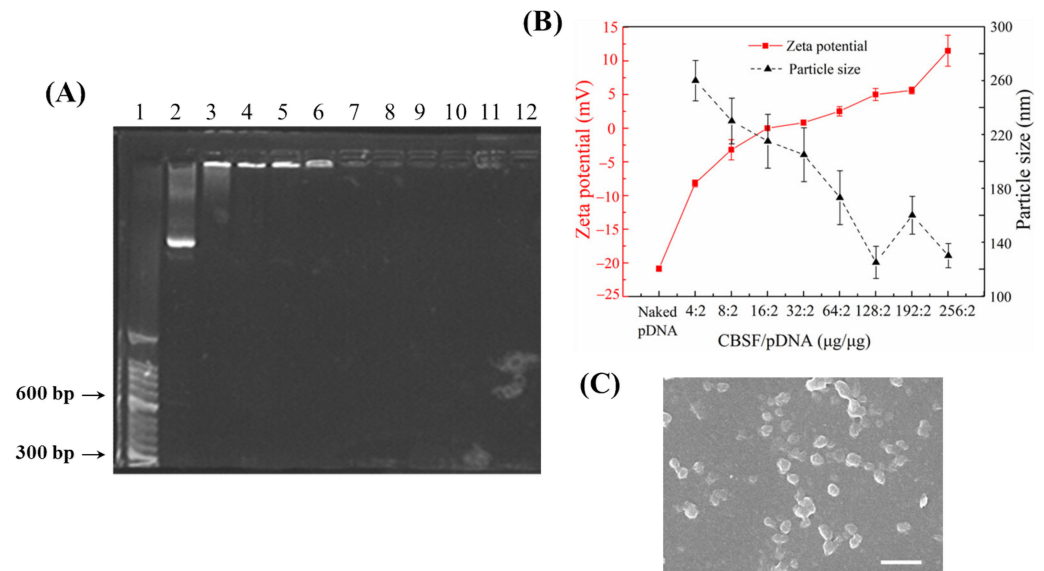 (A)
1 2 3 4 5 6 7 8 9 10 11 12
600 bp →
300 bp →
(B)
Zeta potential (mV)
15
10
5
0
−5
−10
−15
−20
−25
Zeta potential
Particle size
300
260
220
180
140
100
Particle size (nm)
Naked pDNA
4:2 8:2 16:2 32:2 64:2 128:2 192:2 256:2
CBSF/pDNA (μg/μg)
(C)